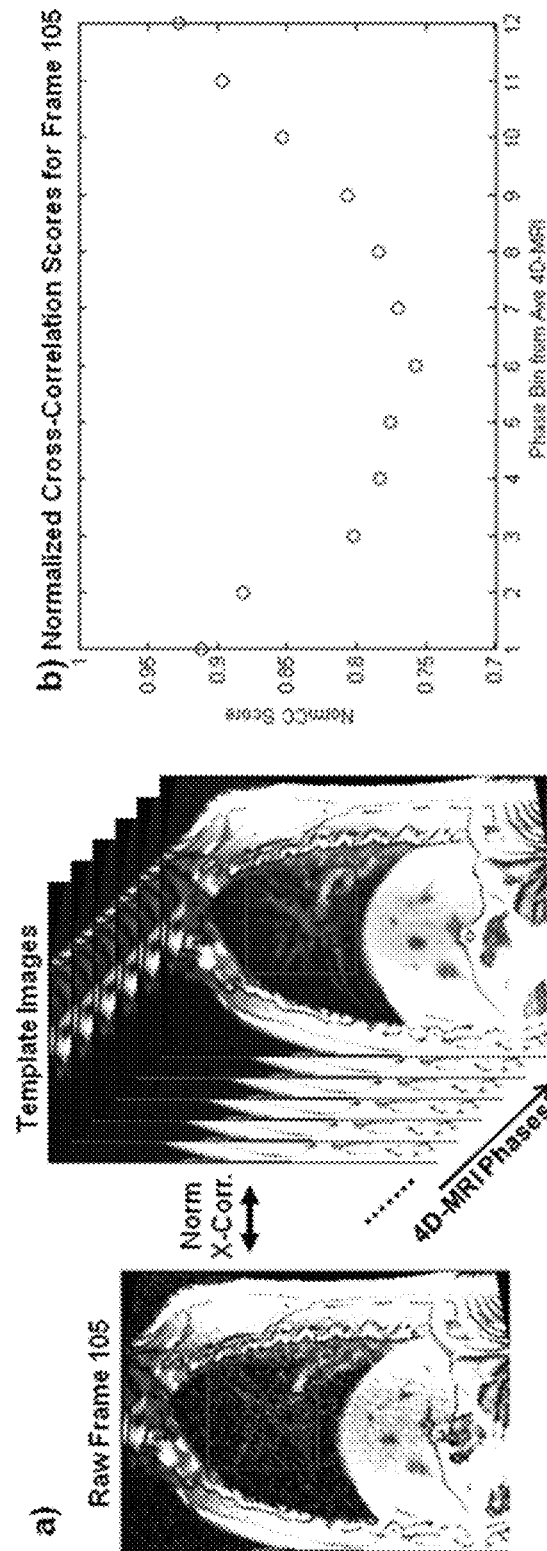 a)
Raw Frame 105
Norm
X-Corr.
Template Images
4D-MRI Phases
b) Normalized Cross-Correlation Scores for Frame 105
NormCC Score
1
0.95
0.9
0.85
0.8
0.75
0.7
1 2 3 4 5 6 7 8 9 10 11 12
Phase Bin from Ave 4D-MRI